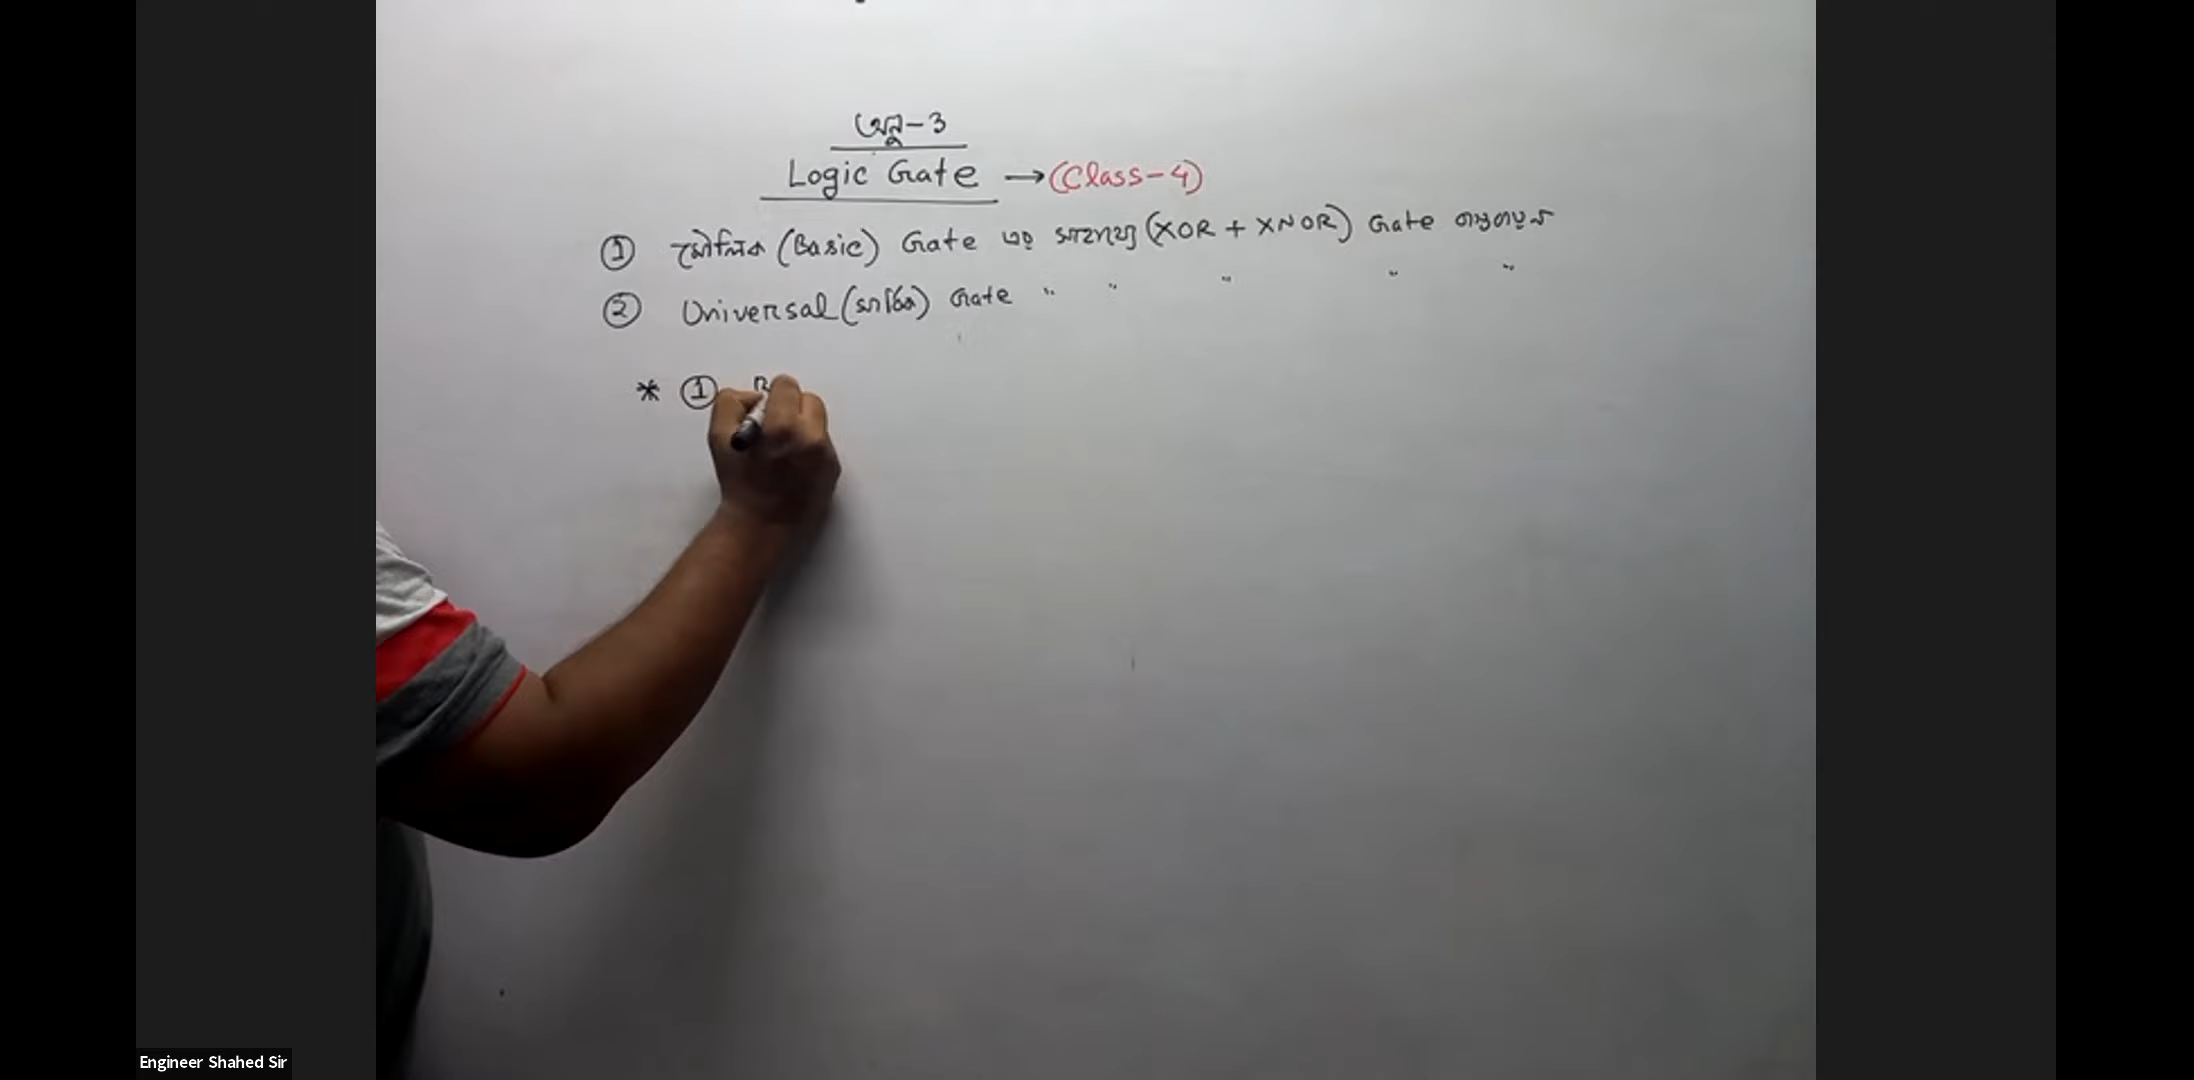 অনু-3
Logic Gate → (Class-4)
① মৌলিক (Basic) Gate এর সাহায্যে (XOR + XNOR) Gate বাস্তবায়ন
② Universal (সার্বিক) Gate " " " " "
* ①
Engineer Shahed Sir